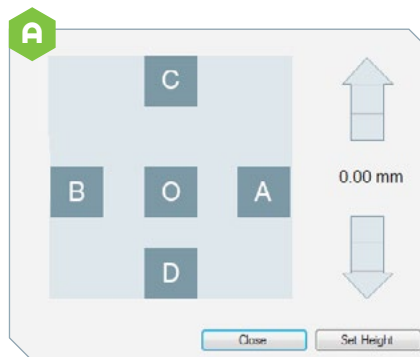 A
C
B O A
0.00 mm
D
Close Set Height